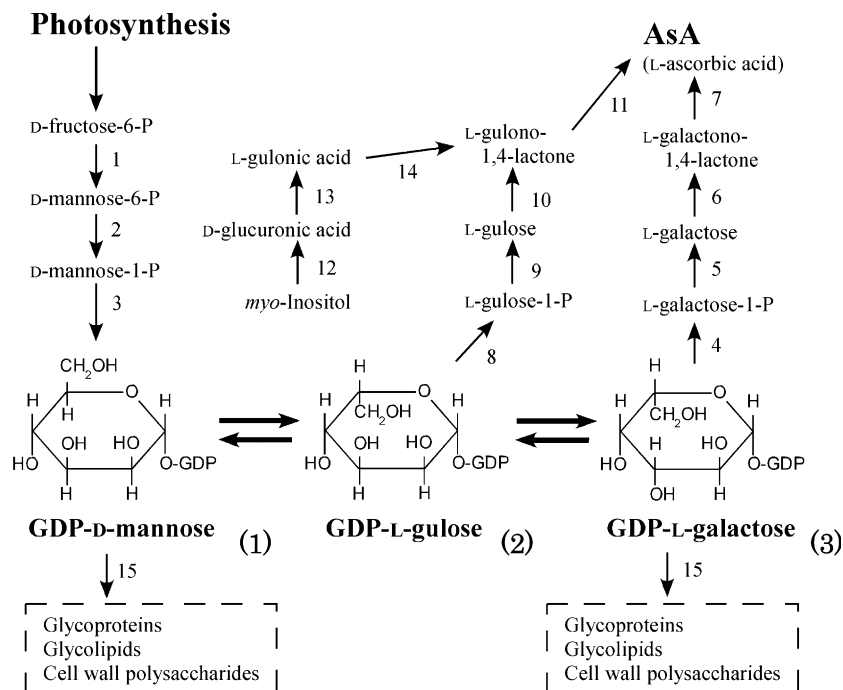 Photosynthesis
D-fructose-6-P
1
D-mannose-6-P
2
D-mannose-1-P
3
L-gulonic acid
14
13
D-glucuronic acid
12
myo-Inositol
L-gulono-
1,4-lactone
11
10
L-gulose
9
L-gulose-1-P
8
AsA
(L-ascorbic acid)
7
L-galactono-
1,4-lactone
6
L-galactose
5
L-galactose-1-P
4
CH2OH
H
O
H
H
OH
HO
HO
H
H
O-GDP
H
O
H
CH2OH
OH
HO
HO
H
H
O-GDP
H
O
H
CH2OH
H
HO
HO
OH
H
O-GDP
GDP-D-mannose (1)
GDP-L-gulose (2)
GDP-L-galactose (3)
15
Glycoproteins
Glycolipids
Cell wall polysaccharides
15
Glycoproteins
Glycolipids
Cell wall polysaccharides